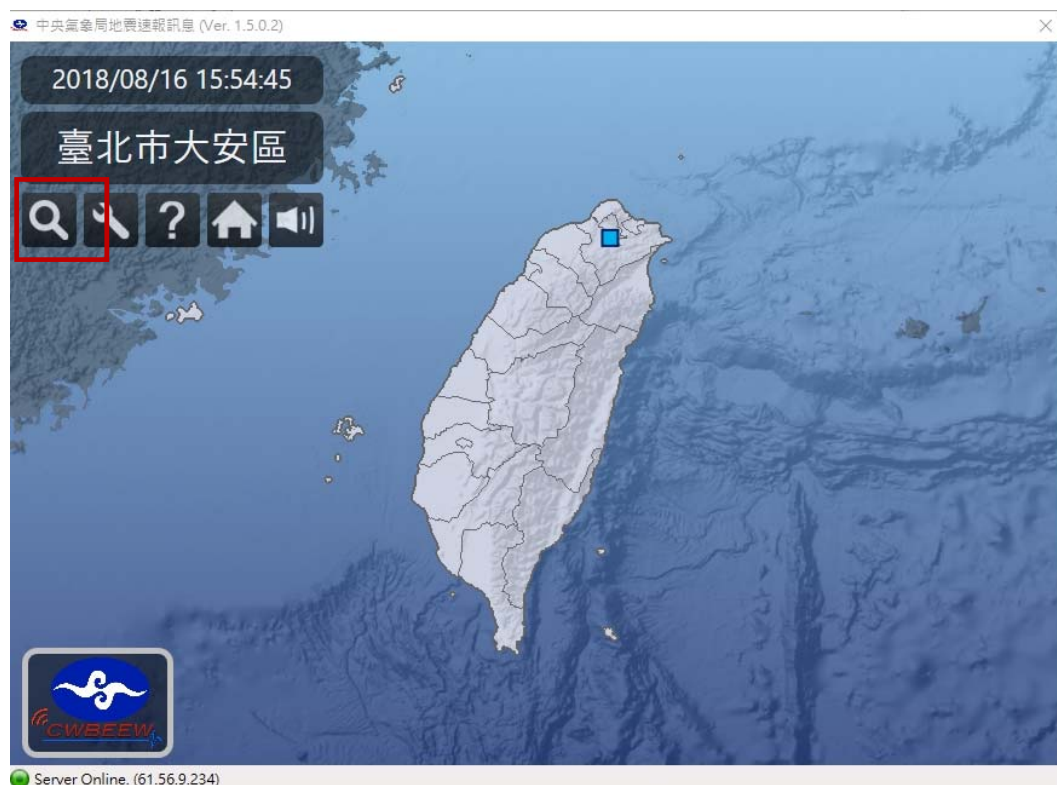 中央氣象局地震速報訊息 (Ver. 1.5.0.2)
2018/08/16 15:54:45
臺北市大安區
?
CWBEEW
Server Online. (61.56.9.234)